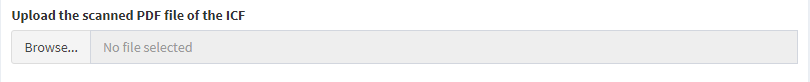 Upload the scanned PDF file of the ICF
Browse... No file selected